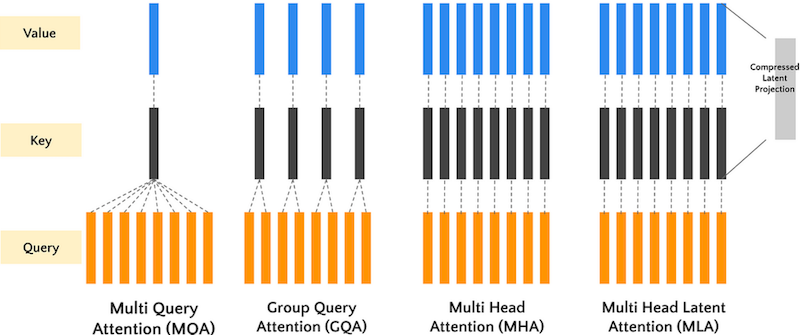 Value
Compressed
Latent
Projection
Key
Query
Multi Query
Attention (MQA)
Group Query
Attention (GQA)
Multi Head
Attention (MHA)
Multi Head Latent
Attention (MLA)